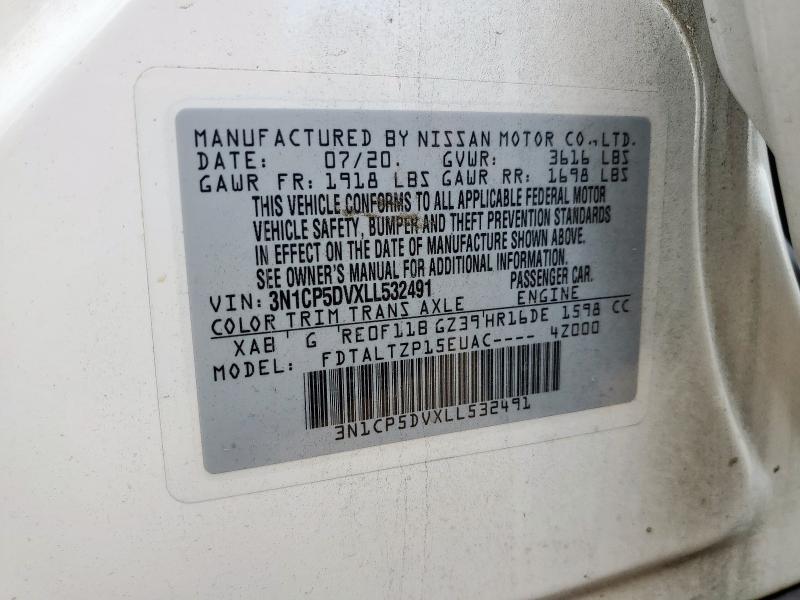 MANUFACTURED BY NISSAN MOTOR CO.,LTD.
DATE: 07/20. GVWR: 3616 LBS
GAWR FR: 1918 LBS GAWR RR: 1698 LBS
THIS VEHICLE CONFORMS TO ALL APPLICABLE FEDERAL MOTOR
VEHICLE SAFETY, BUMPER AND THEFT PREVENTION STANDARDS
IN EFFECT ON THE DATE OF MANUFACTURE SHOWN ABOVE.
SEE OWNER'S MANUAL FOR ADDITIONAL INFORMATION.
VIN: 3N1CP5DVXLL532491 PASSENGER CAR.
COLOR TRIM TRANS AXLE ENGINE
XAB G RE0F11B GZ39 HR16DE 1598 CC
MODEL: FDTALTZP15EUAC---- 4Z000
3N1CP5DVXLL532491